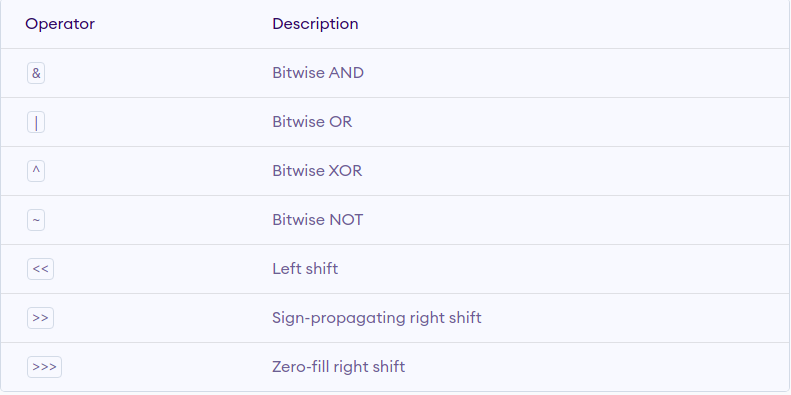 Operator Description
& Bitwise AND
| Bitwise OR
^ Bitwise XOR
~ Bitwise NOT
<< Left shift
>> Sign-propagating right shift
>>> Zero-fill right shift